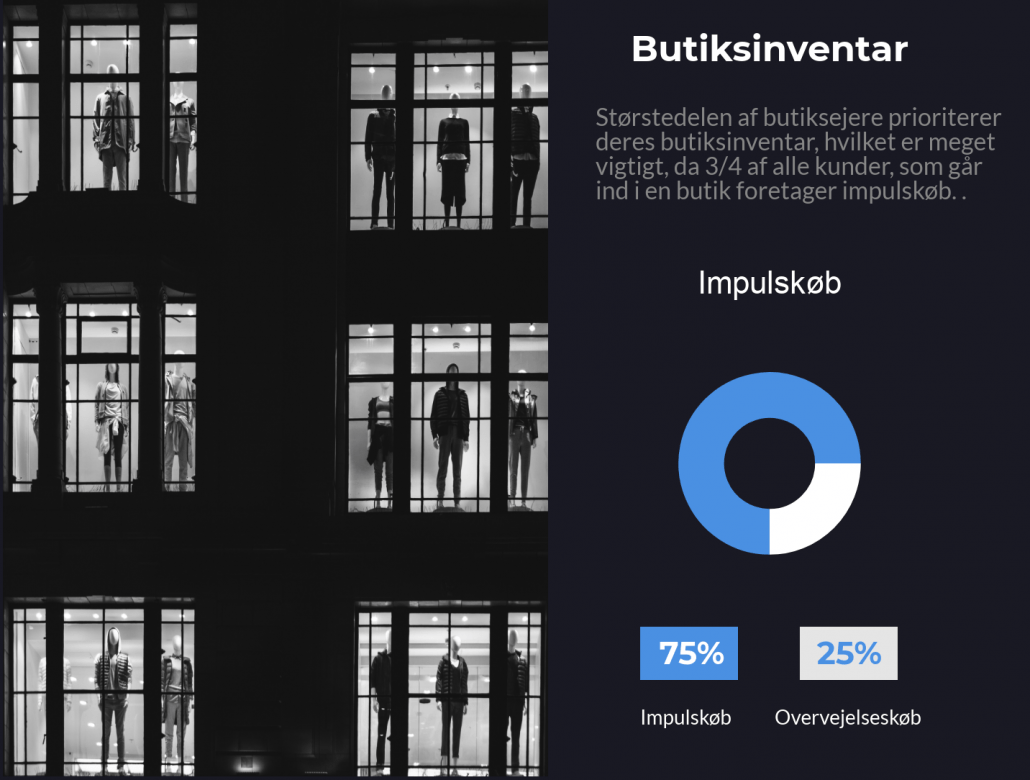 Butiksinventar
Størstedelen af butiksejere prioriterer
deres butiksinventar, hvilket er meget
vigtigt, da 3/4 af alle kunder, som går
ind i en butik foretager impulskøb. .
Impulskøb
75%
25%
Impulskøb
Overvejelseskøb